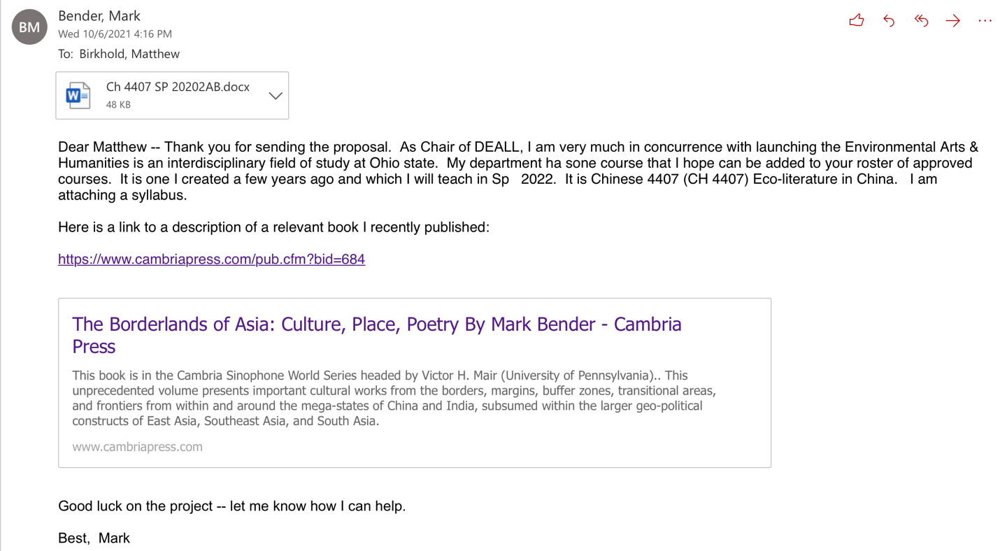 BM
Bender, Mark
Wed 10/6/2021 4:16 PM
To: Birkhold, Matthew
W
Ch 4407 SP 20202AB.docx
48 KB
Dear Matthew -- Thank you for sending the proposal.  As Chair of DEALL, I am very much in concurrence with launching the Environmental Arts &
Humanities is an interdisciplinary field of study at Ohio state.  My department ha sone course that I hope can be added to your roster of approved
courses.  It is one I created a few years ago and which I will teach in Sp   2022.  It is Chinese 4407 (CH 4407) Eco-literature in China.   I am
attaching a syllabus.
Here is a link to a description of a relevant book I recently published:
https://www.cambriapress.com/pub.cfm?bid=684
The Borderlands of Asia: Culture, Place, Poetry By Mark Bender - Cambria
Press
This book is in the Cambria Sinophone World Series headed by Victor H. Mair (University of Pennsylvania).. This
unprecedented volume presents important cultural works from the borders, margins, buffer zones, transitional areas,
and frontiers from within and around the mega-states of China and India, subsumed within the larger geo-political
constructs of East Asia, Southeast Asia, and South Asia.
www.cambriapress.com
Good luck on the project -- let me know how I can help.
Best,  Mark